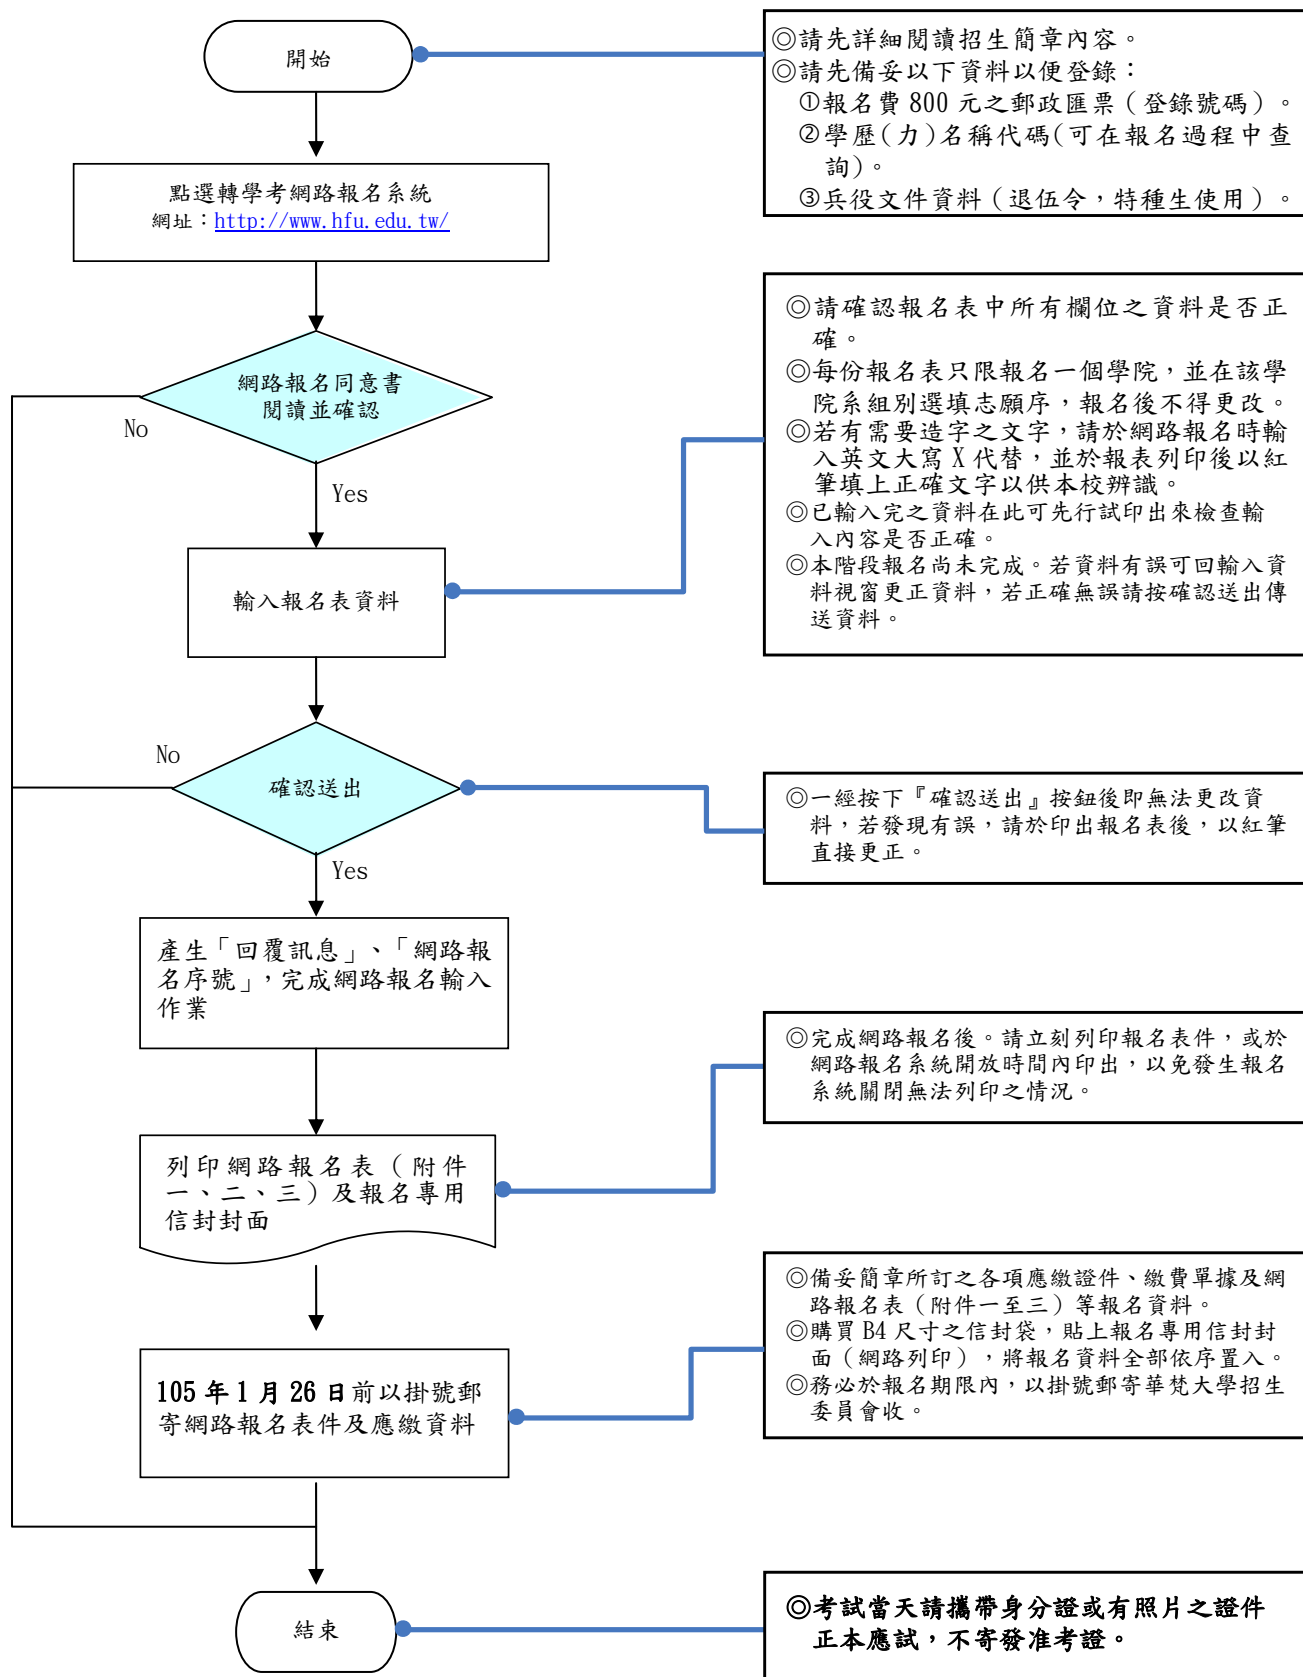 開始
◎請先詳細閱讀招生簡章內容。
◎請先備妥以下資料以便登錄：
①報名費 800 元之郵政匯票（登錄號碼）。
②學歷(力)名稱代碼(可在報名過程中查
詢)。
③兵役文件資料（退伍令，特種生使用）。
點選轉學考網路報名系統
網址：http://www.hfu.edu.tw/
◎請確認報名表中所有欄位之資料是否正
確。
◎每份報名表只限報名一個學院，並在該學
院系組別選填志願序，報名後不得更改。
◎若有需要造字之文字，請於網路報名時輸
入英文大寫 X 代替，並於報表列印後以紅
筆填上正確文字以供本校辨識。
◎已輸入完之資料在此可先行試印出來檢查輸
入內容是否正確。
◎本階段報名尚未完成。若資料有誤可回輸入資
料視窗更正資料，若正確無誤請按確認送出傳
送資料。
網路報名同意書
閱讀並確認
No
Yes
輸入報名表資料
No
確認送出
Yes
◎一經按下『確認送出』按鈕後即無法更改資
料，若發現有誤，請於印出報名表後，以紅筆
直接更正。
產生「回覆訊息」、「網路報
名序號」，完成網路報名輸入
作業
◎完成網路報名後。請立刻列印報名表件，或於
網路報名系統開放時間內印出，以免發生報名
系統關閉無法列印之情況。
列印網路報名表（附件
一、二、三）及報名專用
信封封面
◎備妥簡章所訂之各項應繳證件、繳費單據及網
路報名表（附件一至三）等報名資料。
◎購買 B4 尺寸之信封袋，貼上報名專用信封封
面（網路列印），將報名資料全部依序置入。
◎務必於報名期限內，以掛號郵寄華梵大學招生
委員會收。
105 年 1 月 26 日前以掛號郵
寄網路報名表件及應繳資料
結束
◎考試當天請攜帶身分證或有照片之證件
正本應試，不寄發准考證。